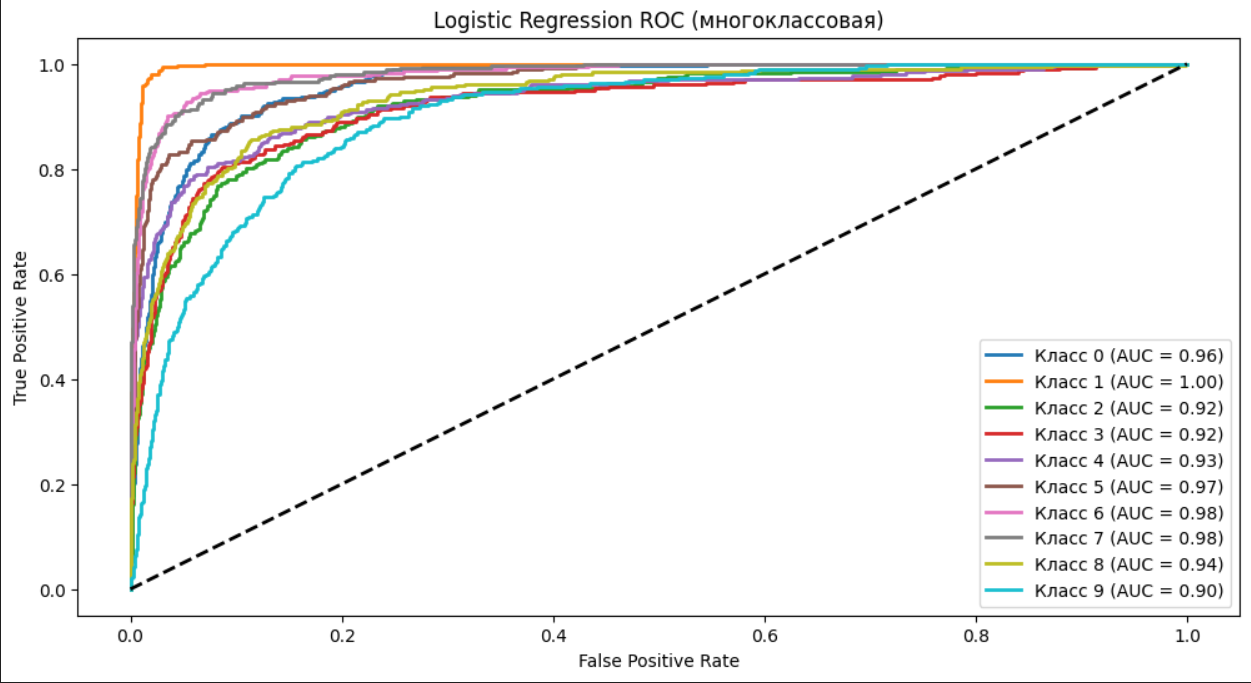 Logistic Regression ROC (многоклассовая)
True Positive Rate
1.0
0.8
0.6
0.4
0.2
0.0
Класс 0 (AUC = 0.96)
Класс 1 (AUC = 1.00)
Класс 2 (AUC = 0.92)
Класс 3 (AUC = 0.92)
Класс 4 (AUC = 0.93)
Класс 5 (AUC = 0.97)
Класс 6 (AUC = 0.98)
Класс 7 (AUC = 0.98)
Класс 8 (AUC = 0.94)
Класс 9 (AUC = 0.90)
0.0 0.2 0.4 0.6 0.8 1.0
False Positive Rate